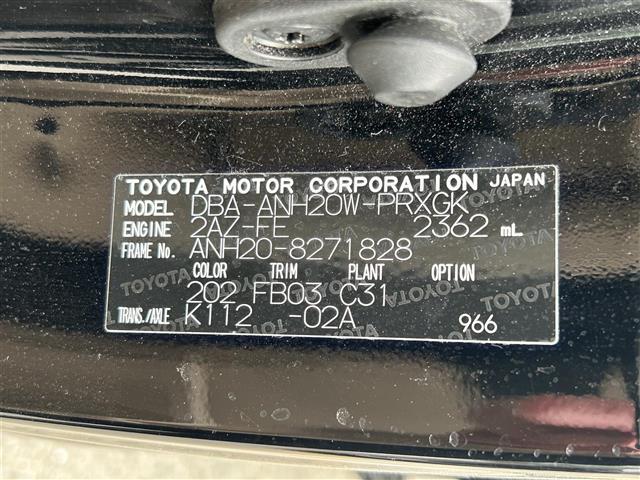 TOYOTA MOTOR CORPORATION JAPAN
MODEL DBA-ANH20W-PRXGK
ENGINE 2AZ-FE 2362 mL
FRAME No. ANH20-8271828
COLOR TRIM PLANT OPTION
202 FB03 C31
TRANS./AXLE K112 -02A 966